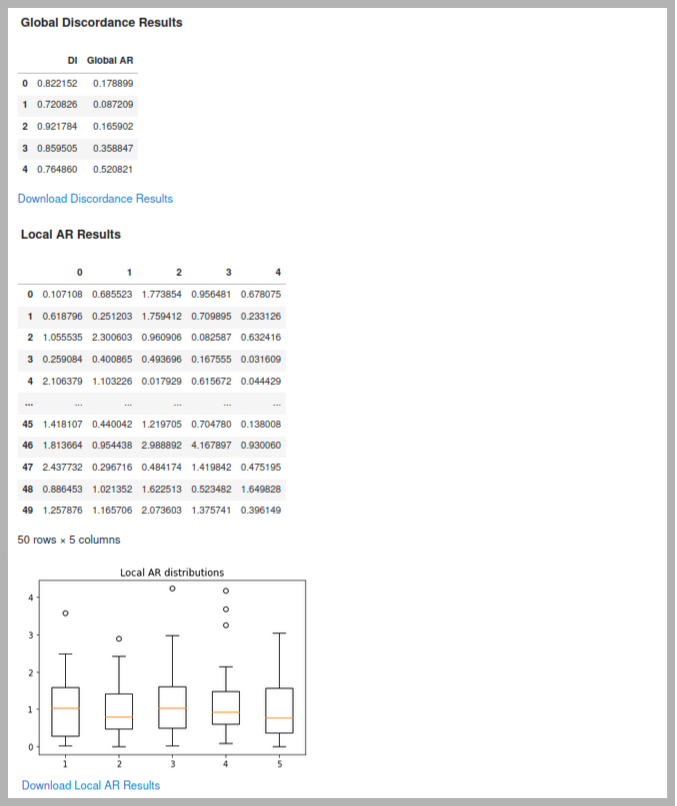 Global Discordance Results
DI Global AR
0 0.822152 0.178899
1 0.720826 0.087209
2 0.921784 0.165902
3 0.859505 0.358847
4 0.764860 0.520821
Download Discordance Results
Local AR Results
0 1 2 3 4
0 0.107108 0.685523 1.773854 0.956481 0.678075
1 0.618796 0.251203 1.759412 0.709895 0.233126
2 1.055535 2.300603 0.960906 0.082587 0.632416
3 0.259084 0.400865 0.493696 0.167555 0.031609
4 2.106379 1.103226 0.017929 0.615672 0.044429
... ... ... ... ... ...
45 1.418107 0.440042 1.219705 0.704780 0.138008
46 1.813664 0.954438 2.988892 4.167897 0.930060
47 2.437732 0.296716 0.484174 1.419842 0.475195
48 0.886453 1.021352 1.622513 0.523482 1.649828
49 1.257876 1.165706 2.073603 1.375741 0.396149
50 rows × 5 columns
Local AR distributions
4
3
2
1
0
1 2 3 4 5
Download Local AR Results